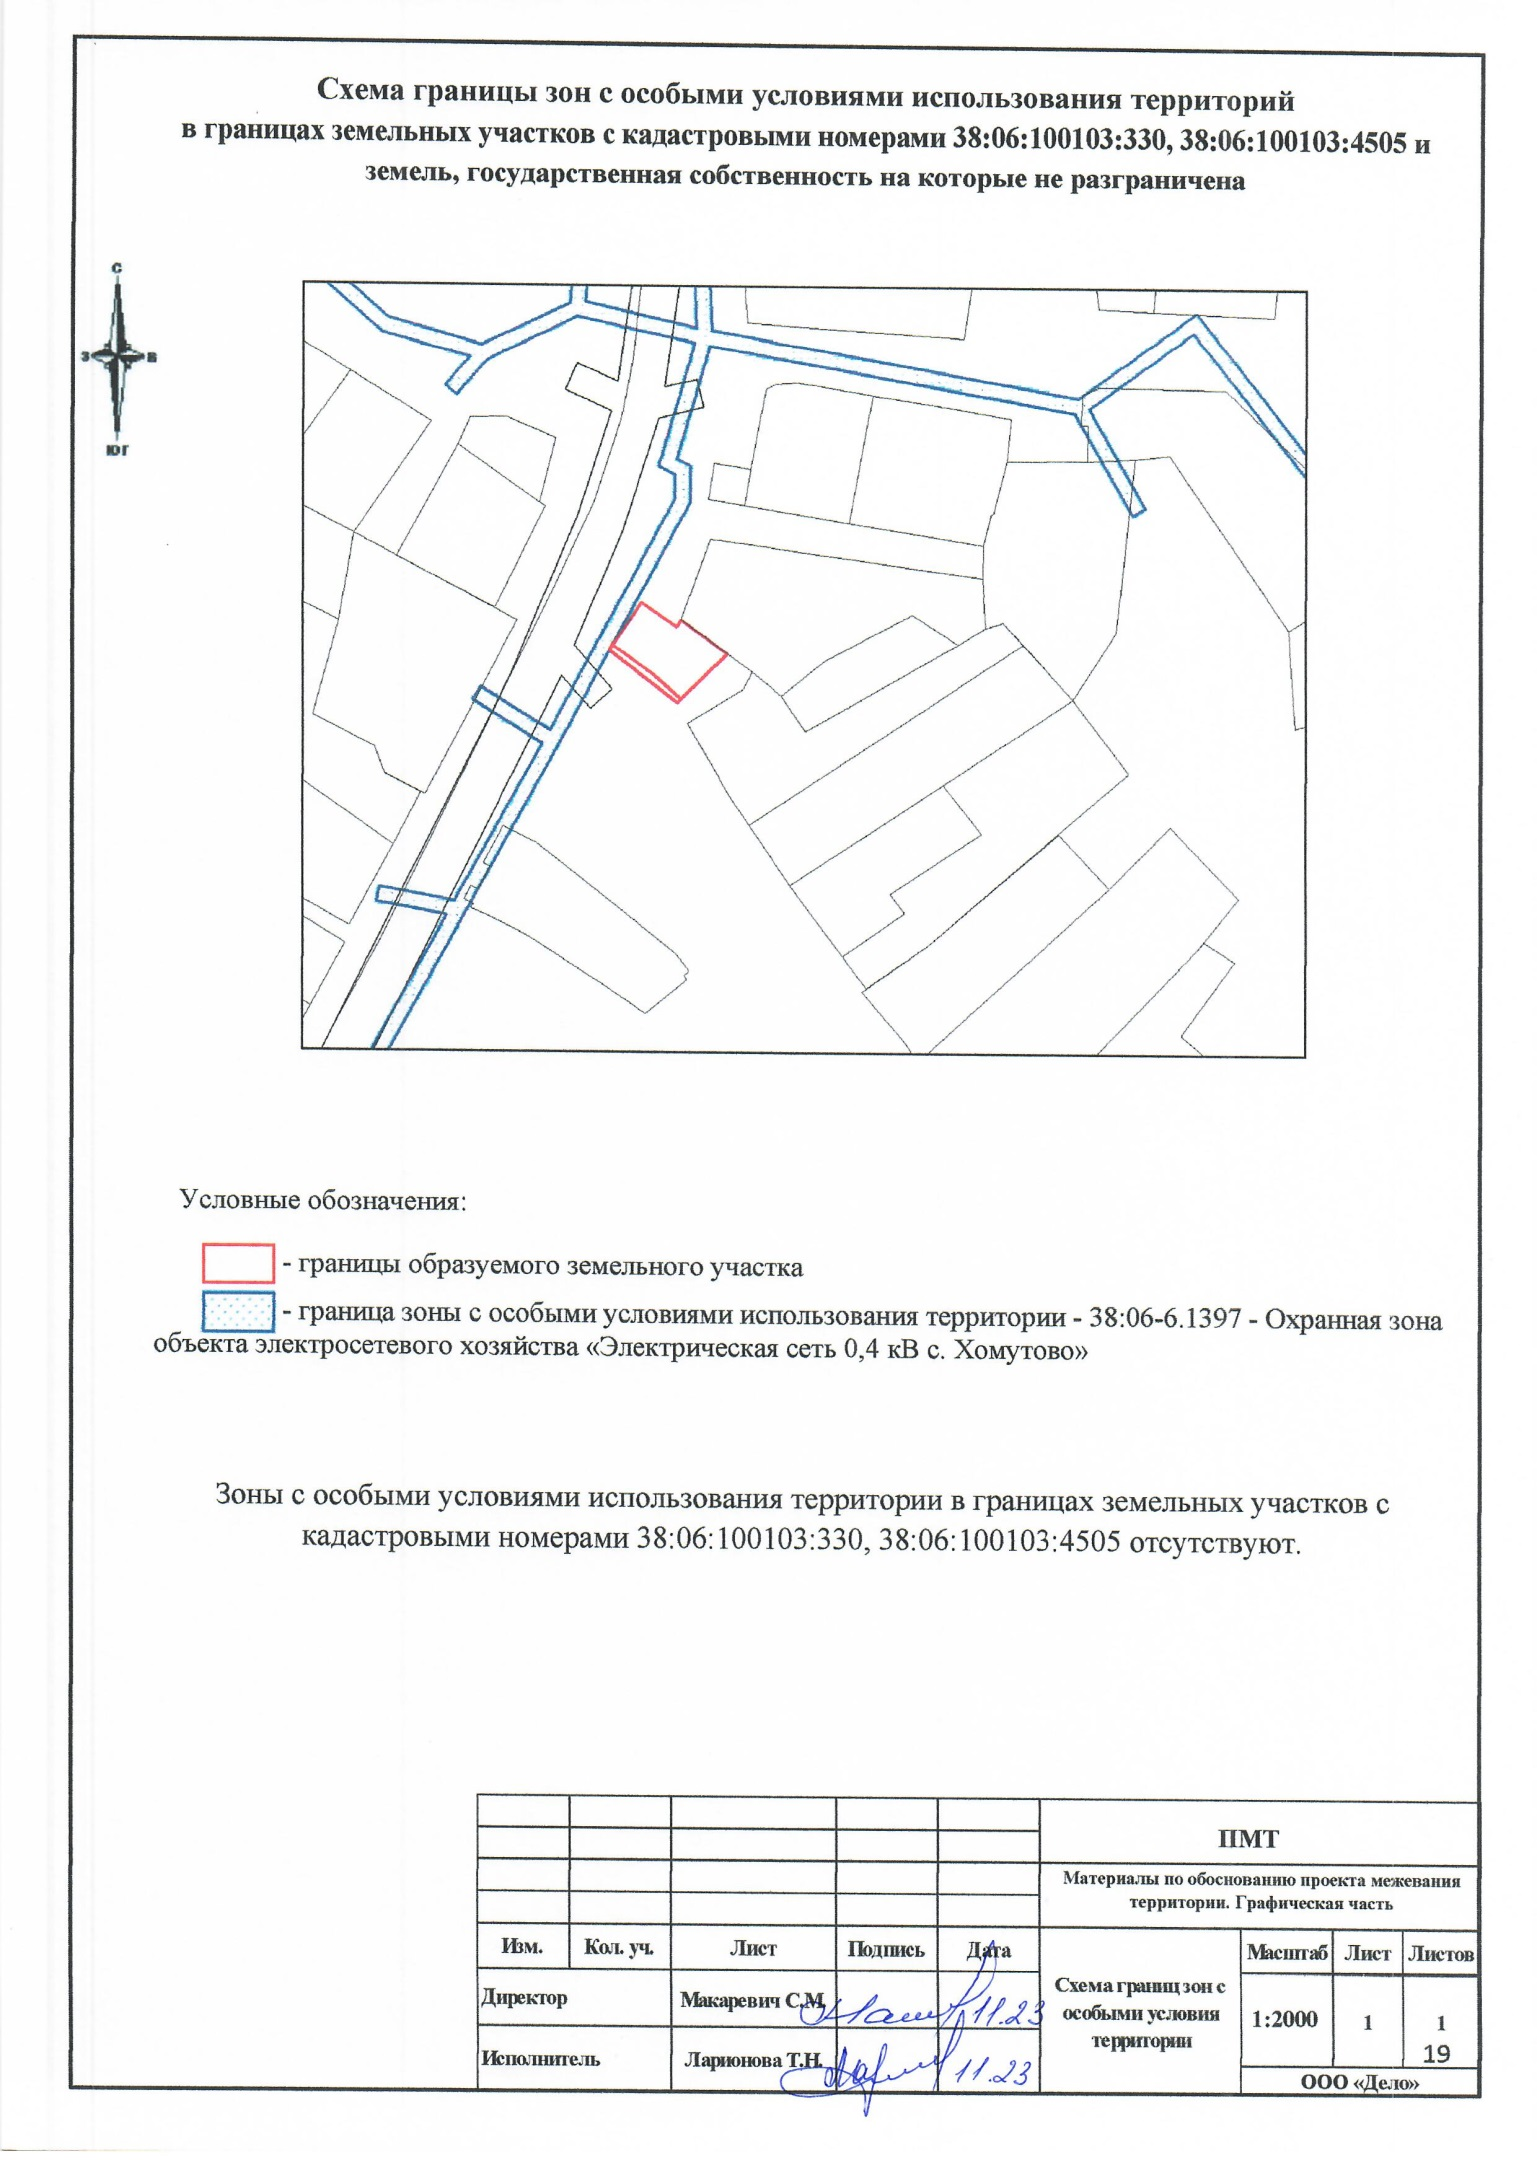 Схема границы зон с особыми условиями использования территорий
в границах земельных участков с кадастровыми номерами 38:06:100103:330, 38:06:100103:4505 и
земель, государственная собственность на которые не разграничена
С
З В
ЮГ
Условные обозначения:
- границы образуемого земельного участка
- граница зоны с особыми условиями использования территории - 38:06-6.1397 - Охранная зона
объекта электросетевого хозяйства «Электрическая сеть 0,4 кВ с. Хомутово»
Зоны с особыми условиями использования территории в границах земельных участков с
кадастровыми номерами 38:06:100103:330, 38:06:100103:4505 отсутствуют.
ПМТ
Материалы по обоснованию проекта межевания
территории. Графическая часть
Изм. Кол. уч. Лист Подпись Дата
Директор Макаревич С.М. 11.23
Исполнитель Ларионова Т.Н. 11.23
Схема границ зон с
особыми условия
территории
Масштаб Лист Листов
1:2000 1 1
19
ООО «Дело»